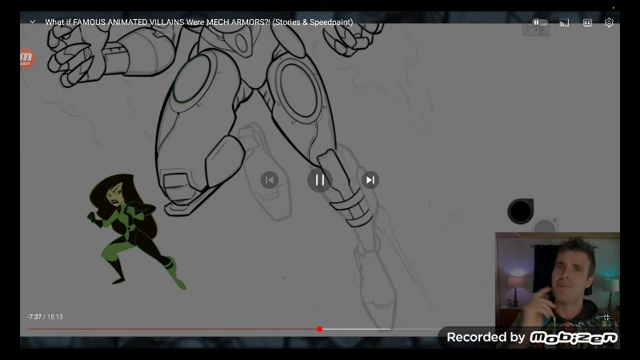 What if FAMOUS ANIMATED VILLAINS Were MECH ARMORS?! (Stories & Speedpaint)
-7:37 / 15:13
Recorded by Mobizen